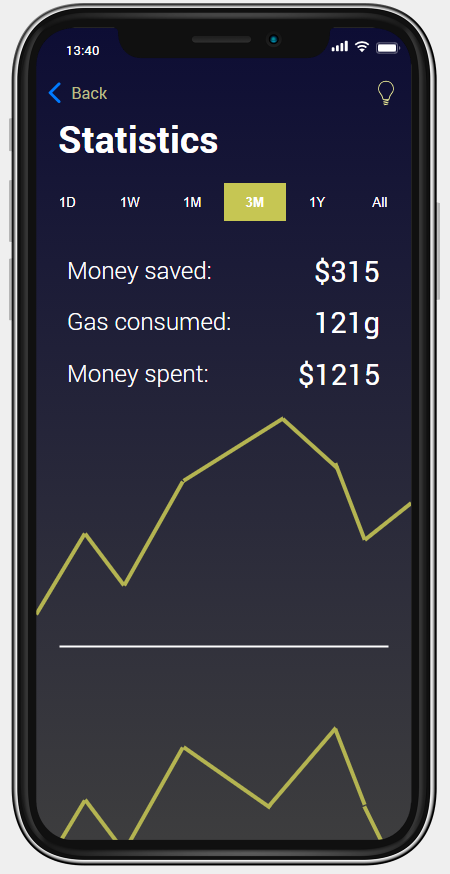 13:40
Back
Statistics
1D 1W 1M 3M 1Y All
Money saved: $315
Gas consumed: 121g
Money spent: $1215